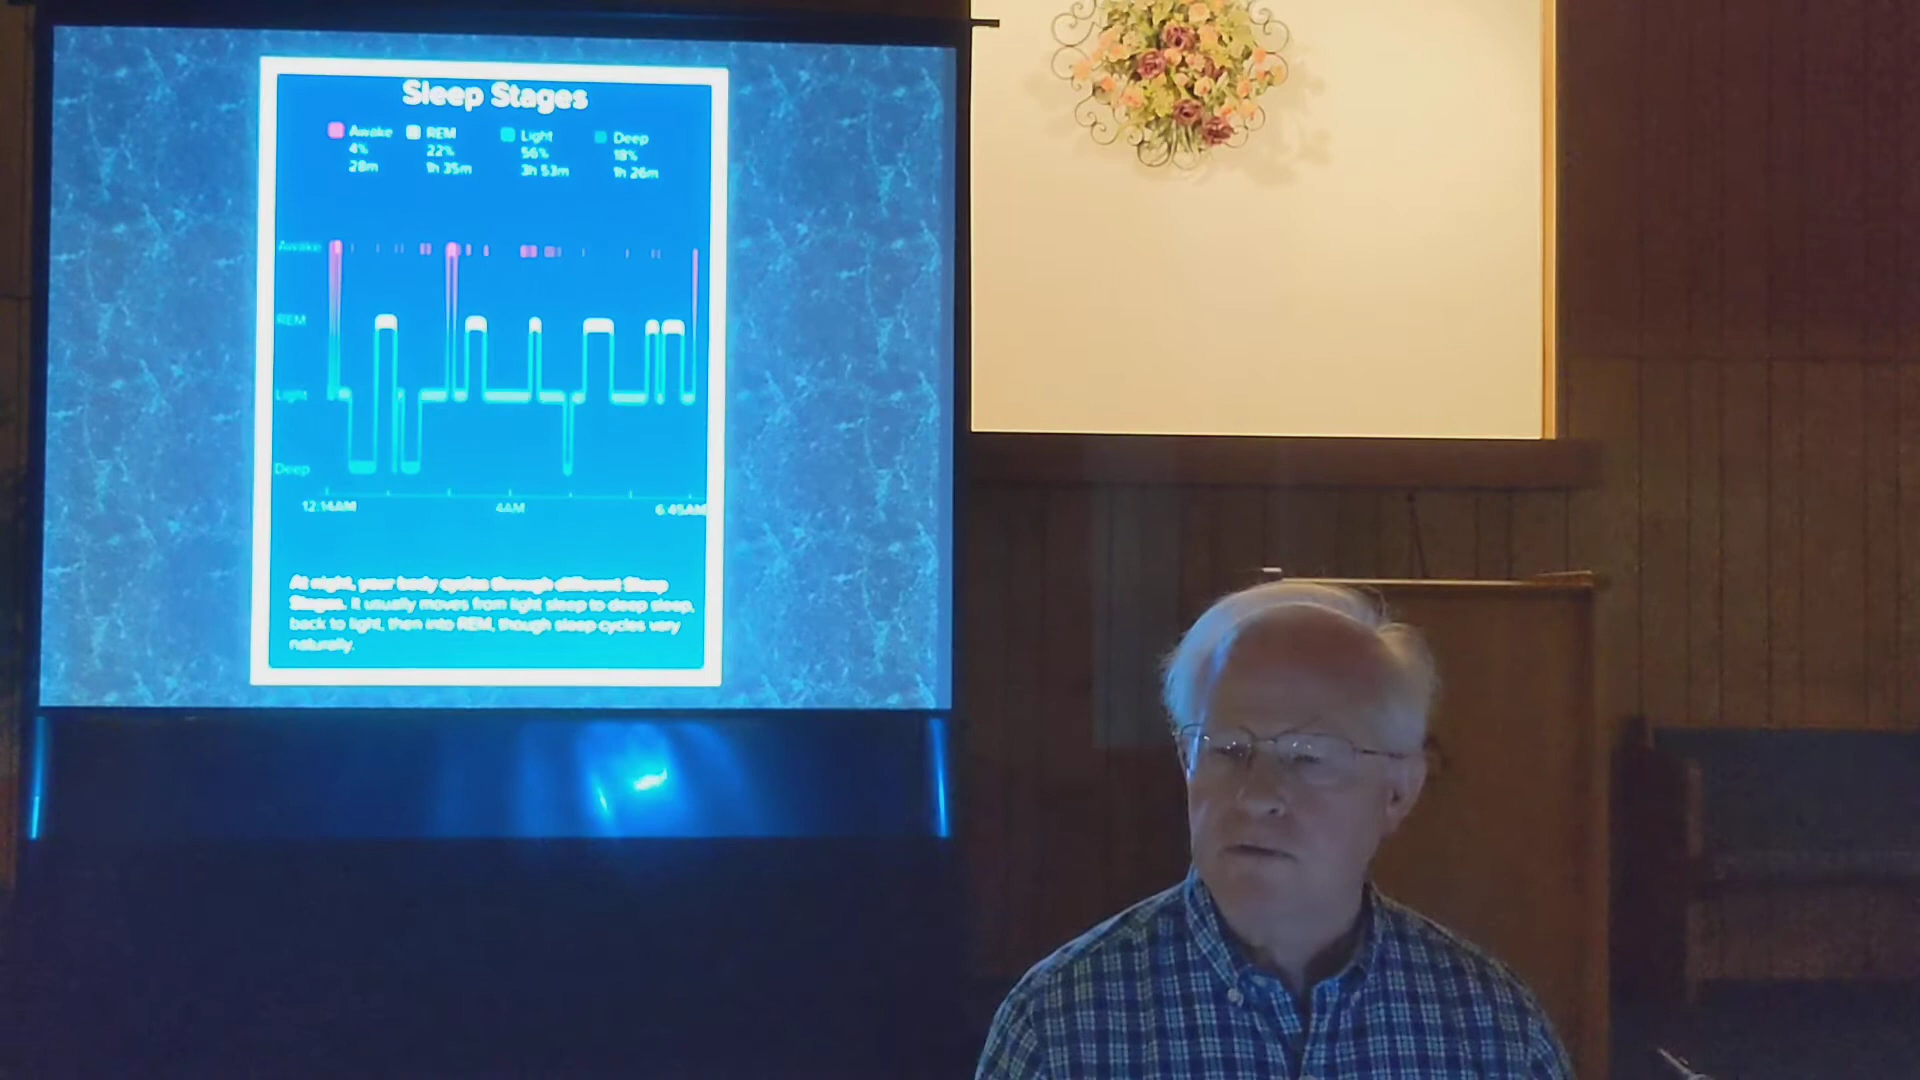 Sleep Stages
Awake REM Light Deep
4% 22% 56% 18%
28m 1h 35m 3h 53m 1h 26m
Awake
REM
Light
Deep
12:14AM 4AM 6:45AM
At night, your body cycles through different Sleep
Stages. It usually moves from light sleep to deep sleep,
back to light, then into REM, though sleep cycles vary
naturally.